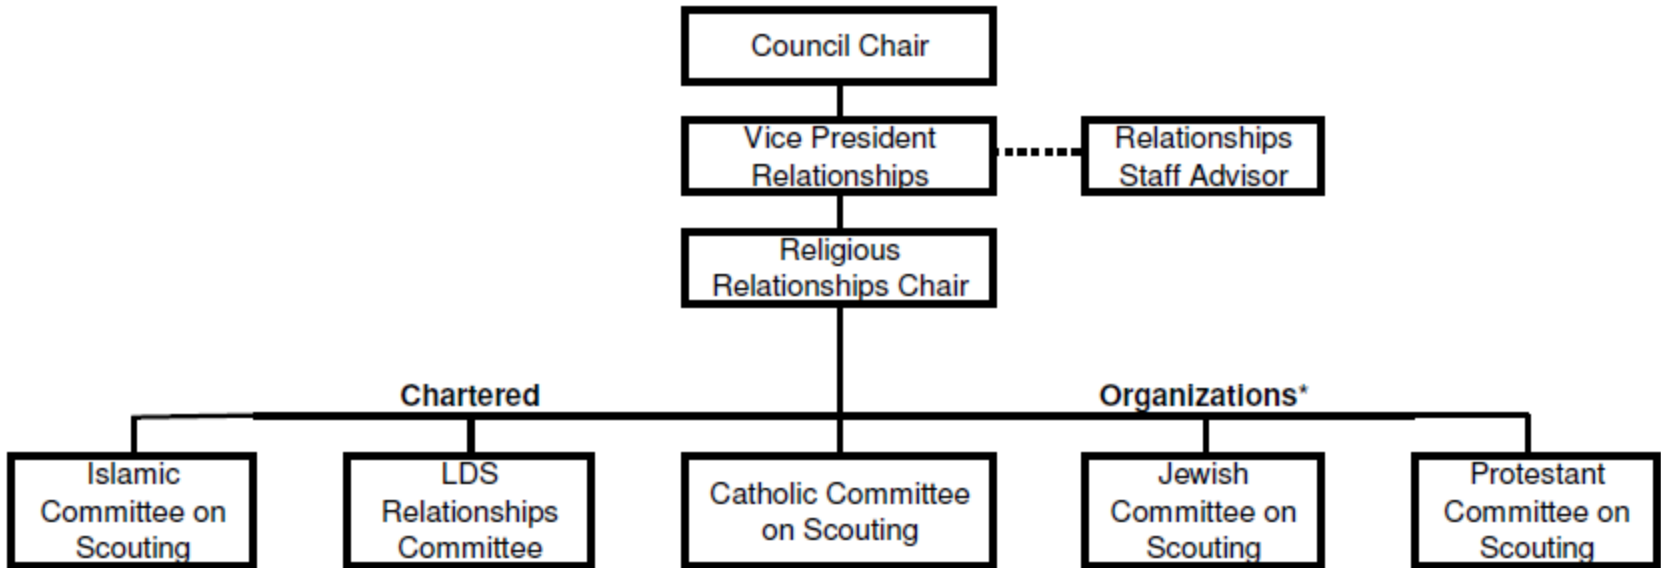 Council Chair
Vice President
Relationships
Relationships
Staff Advisor
Religious
Relationships Chair
Chartered
Organizations*
Islamic
Committee on
Scouting
LDS
Relationships
Committee
Catholic Committee
on Scouting
Jewish
Committee on
Scouting
Protestant
Committee on
Scouting